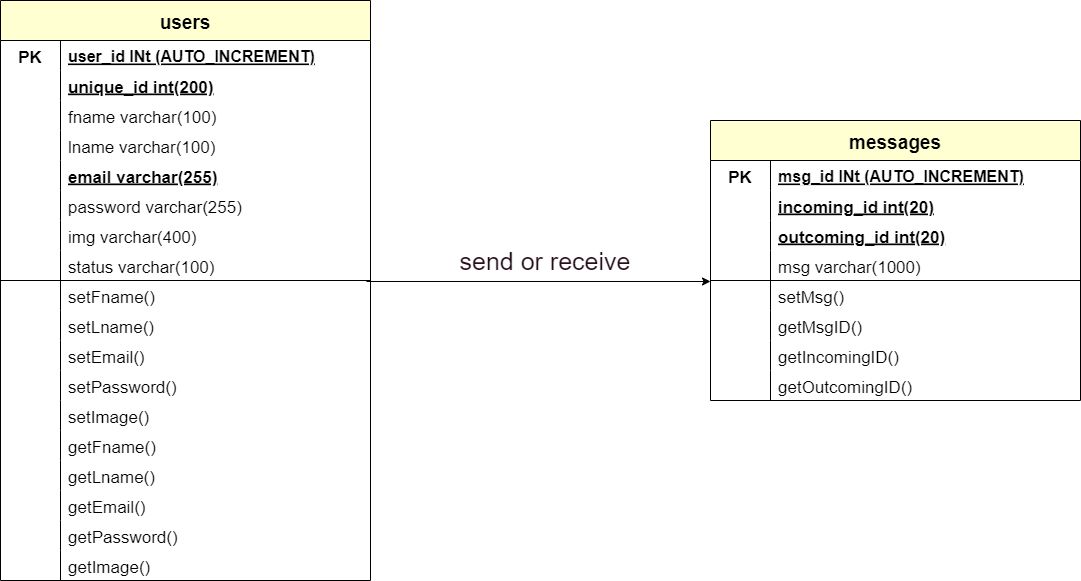 users
PK user_id INt (AUTO_INCREMENT)
unique_id int(200)
fname varchar(100)
lname varchar(100)
email varchar(255)
password varchar(255)
img varchar(400)
status varchar(100)
setFname()
setLname()
setEmail()
setPassword()
setImage()
getFname()
getLname()
getEmail()
getPassword()
getImage()
send or receive
messages
PK msg_id INt (AUTO_INCREMENT)
incoming_id int(20)
outcoming_id int(20)
msg varchar(1000)
setMsg()
getMsgID()
getIncomingID()
getOutcomingID()